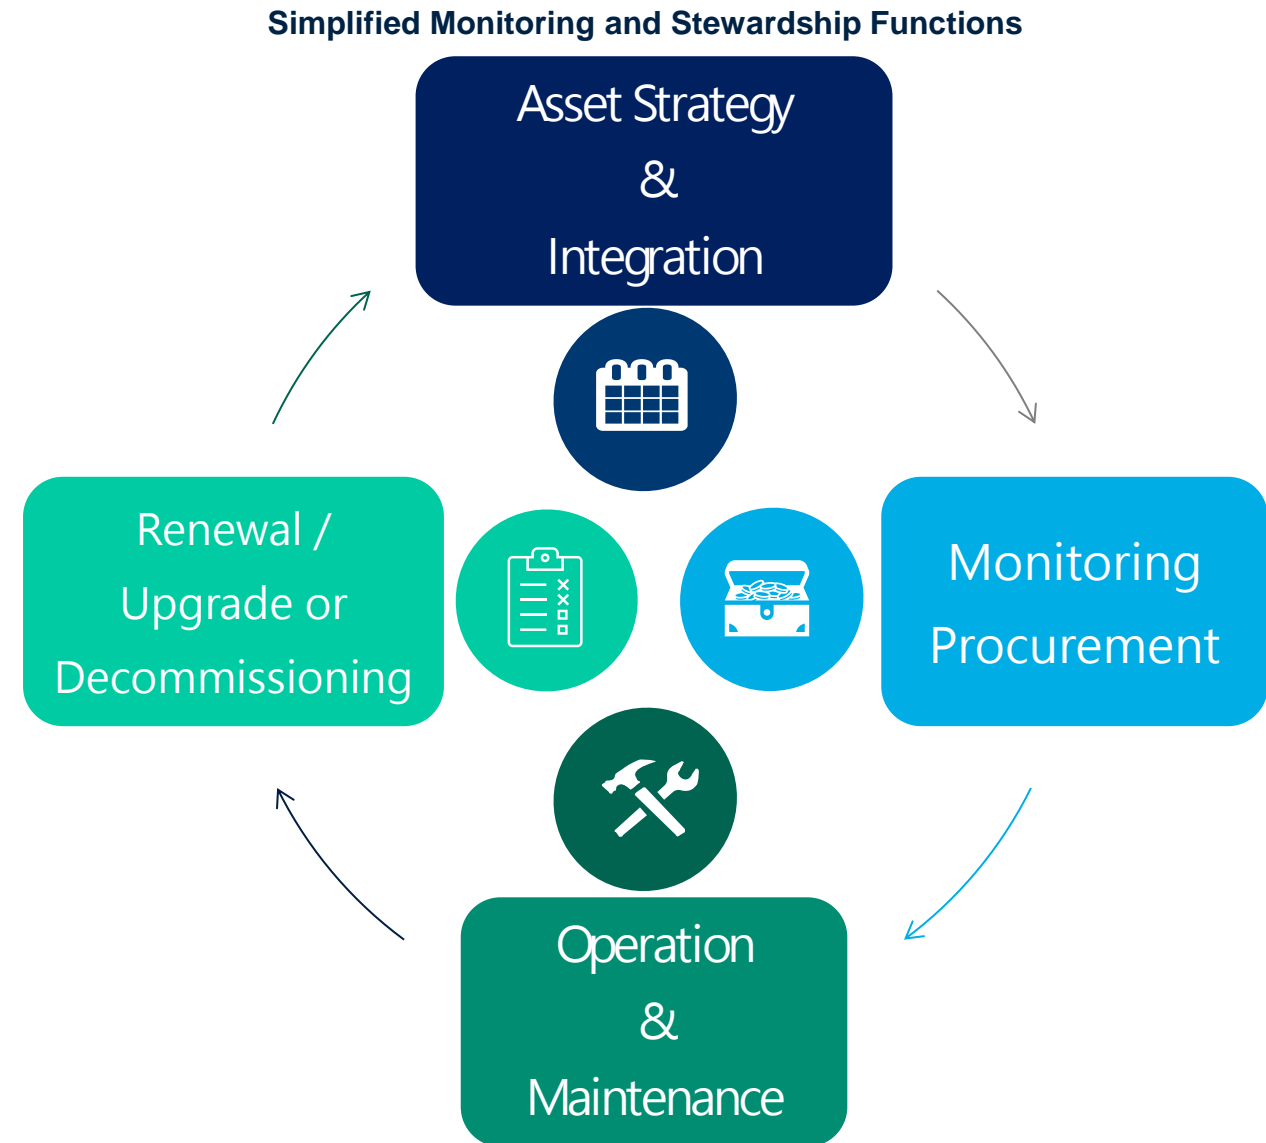 Simplified Monitoring and Stewardship Functions
Asset Strategy
&
Integration
Renewal /
Upgrade or
Decommissioning
Monitoring
Procurement
Operation
&
Maintenance